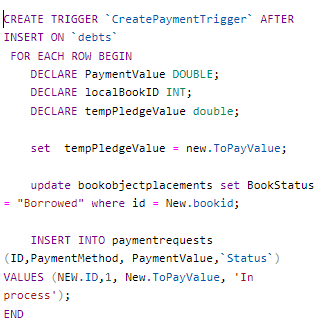 CREATE TRIGGER `CreatePaymentTrigger` AFTER
INSERT ON `debts`
FOR EACH ROW BEGIN
DECLARE PaymentValue DOUBLE;
DECLARE localBookID INT;
DECLARE tempPledgeValue double;
set  tempPledgeValue = new.ToPayValue;
update bookobjectplacements set BookStatus
= "Borrowed" where id = New.bookid;
INSERT INTO paymentrequests
(ID,PaymentMethod, PaymentValue,`Status`)
VALUES (NEW.ID,1, New.ToPayValue, 'In
process');
END